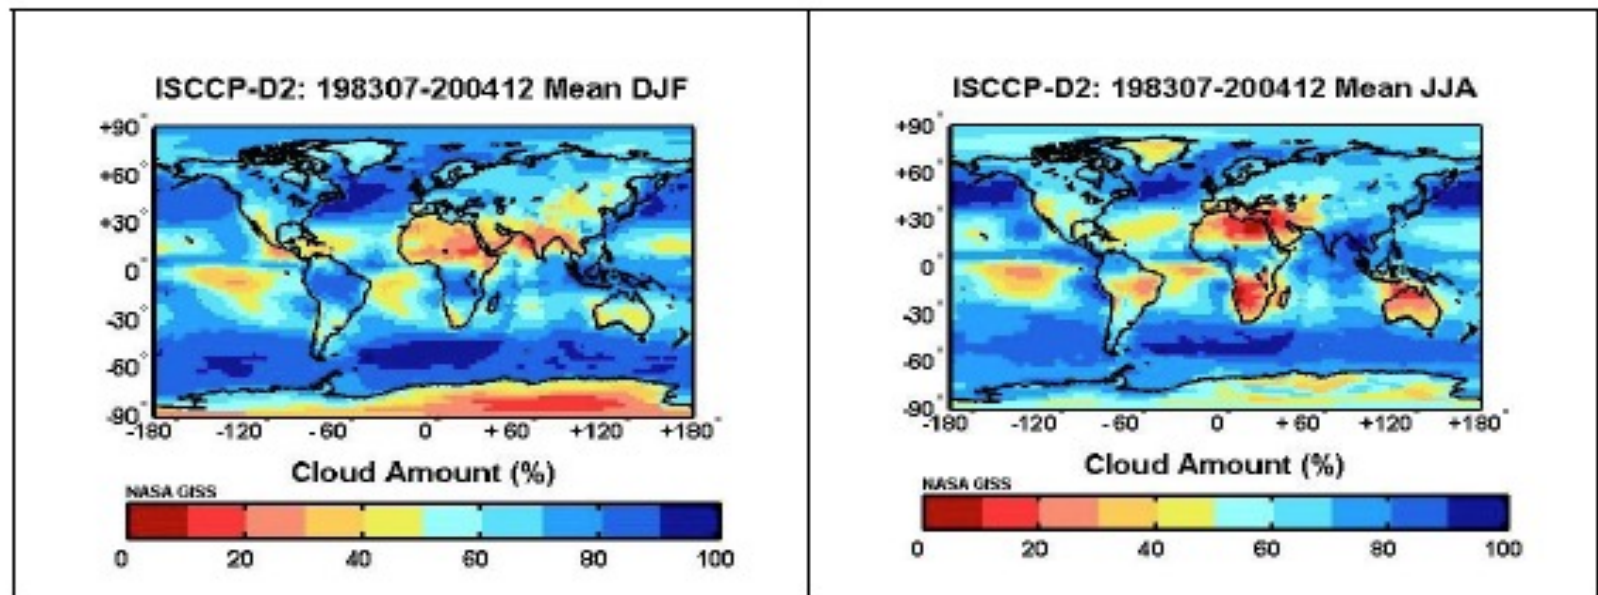 ISCCP-D2: 198307-200412 Mean DJF
+90°
+60°
+30°
0°
-30°
-60°
-90°
-180° -120° -60° 0° +60° +120° +180°
Cloud Amount (%)
NASA GISS
0 20 40 60 80 100
ISCCP-D2: 198307-200412 Mean JJA
+90°
+60°
+30°
0°
-30°
-60°
-90°
-180° -120° -60° 0° +60° +120° +180°
Cloud Amount (%)
NASA GISS
0 20 40 60 80 100